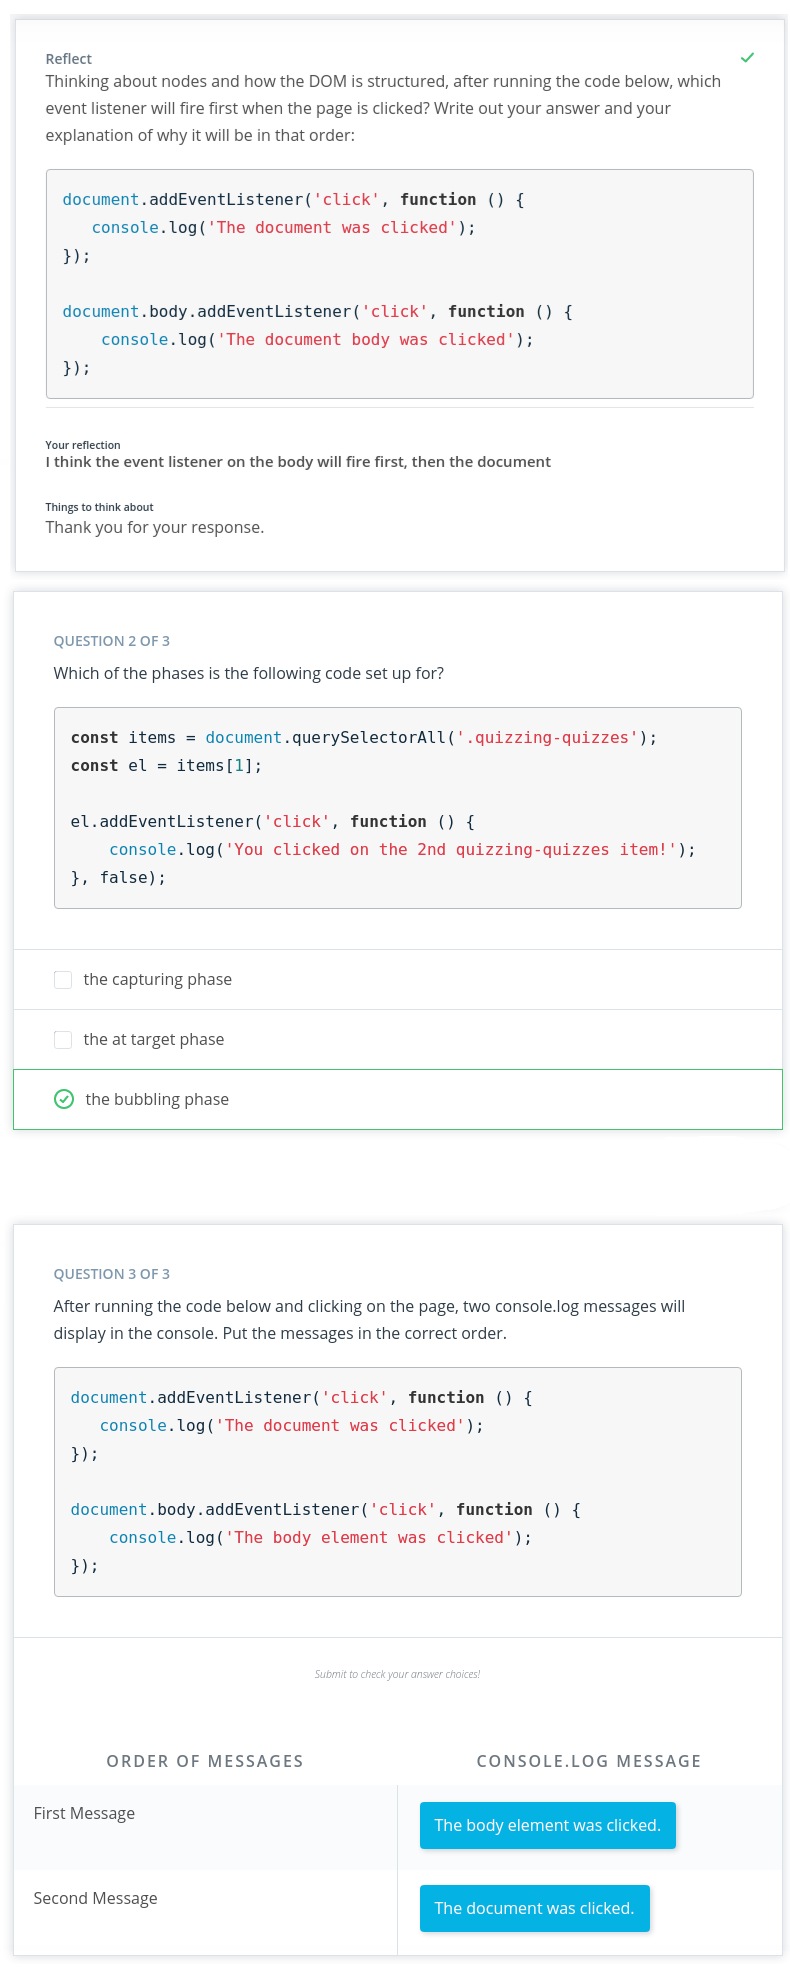 Reflect
Thinking about nodes and how the DOM is structured, after running the code below, which
event listener will fire first when the page is clicked? Write out your answer and your
explanation of why it will be in that order:
document.addEventListener('click', function () {
   console.log('The document was clicked');
});
document.body.addEventListener('click', function () {
    console.log('The document body was clicked');
});
Your reflection
I think the event listener on the body will fire first, then the document
Things to think about
Thank you for your response.
QUESTION 2 OF 3
Which of the phases is the following code set up for?
const items = document.querySelectorAll('.quizzing-quizzes');
const el = items[1];
el.addEventListener('click', function () {
    console.log('You clicked on the 2nd quizzing-quizzes item!');
}, false);
the capturing phase
the at target phase
the bubbling phase
QUESTION 3 OF 3
After running the code below and clicking on the page, two console.log messages will
display in the console. Put the messages in the correct order.
document.addEventListener('click', function () {
   console.log('The document was clicked');
});
document.body.addEventListener('click', function () {
    console.log('The body element was clicked');
});
Submit to check your answer choices!
ORDER OF MESSAGES CONSOLE.LOG MESSAGE
First Message The body element was clicked.
Second Message The document was clicked.